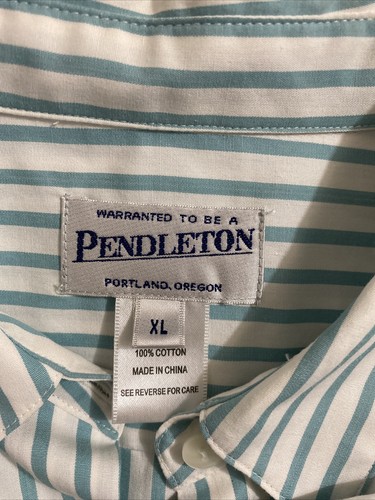 WARRANTED TO BE A
PENDLETON
PORTLAND, OREGON
XL
100% COTTON
MADE IN CHINA
SEE REVERSE FOR CARE